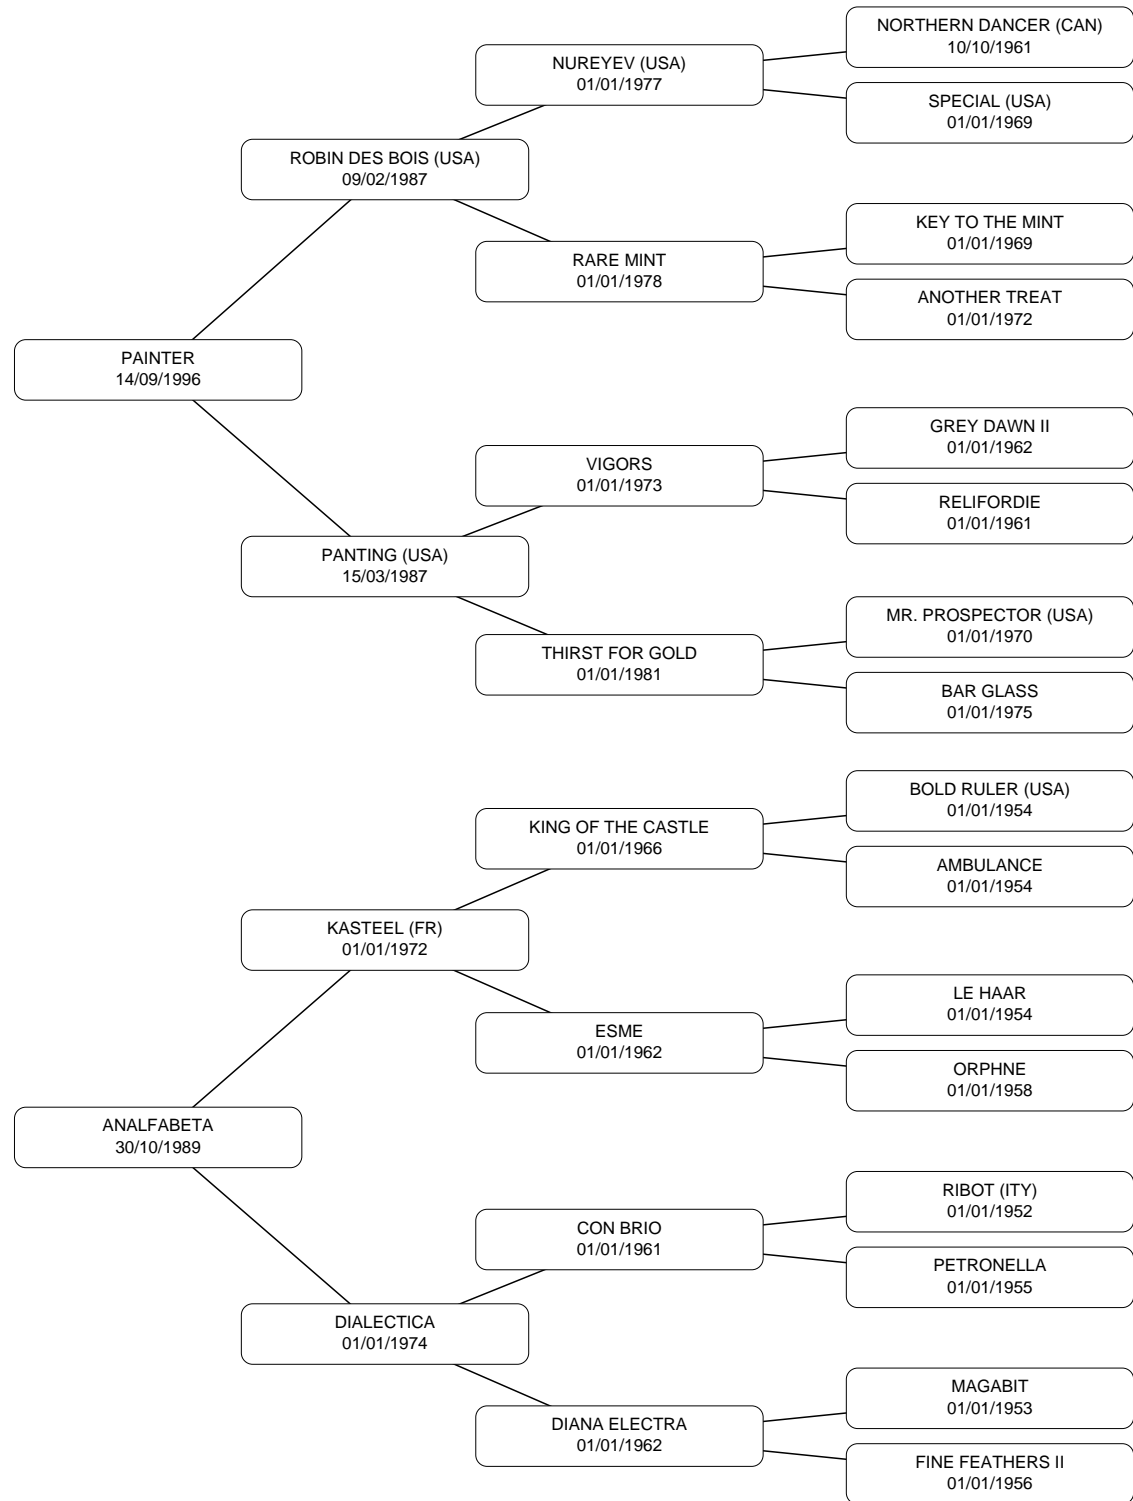 NORTHERN DANCER (CAN)
10/10/1961
NUREYEV (USA)
01/01/1977
SPECIAL (USA)
01/01/1969
ROBIN DES BOIS (USA)
09/02/1987
KEY TO THE MINT
01/01/1969
RARE MINT
01/01/1978
ANOTHER TREAT
01/01/1972
PAINTER
14/09/1996
GREY DAWN II
01/01/1962
VIGORS
01/01/1973
RELIFORDIE
01/01/1961
PANTING (USA)
15/03/1987
MR. PROSPECTOR (USA)
01/01/1970
THIRST FOR GOLD
01/01/1981
BAR GLASS
01/01/1975
BOLD RULER (USA)
01/01/1954
KING OF THE CASTLE
01/01/1966
AMBULANCE
01/01/1954
KASTEEL (FR)
01/01/1972
LE HAAR
01/01/1954
ESME
01/01/1962
ORPHNE
01/01/1958
ANALFABETA
30/10/1989
RIBOT (ITY)
01/01/1952
CON BRIO
01/01/1961
PETRONELLA
01/01/1955
DIALECTICA
01/01/1974
MAGABIT
01/01/1953
DIANA ELECTRA
01/01/1962
FINE FEATHERS II
01/01/1956